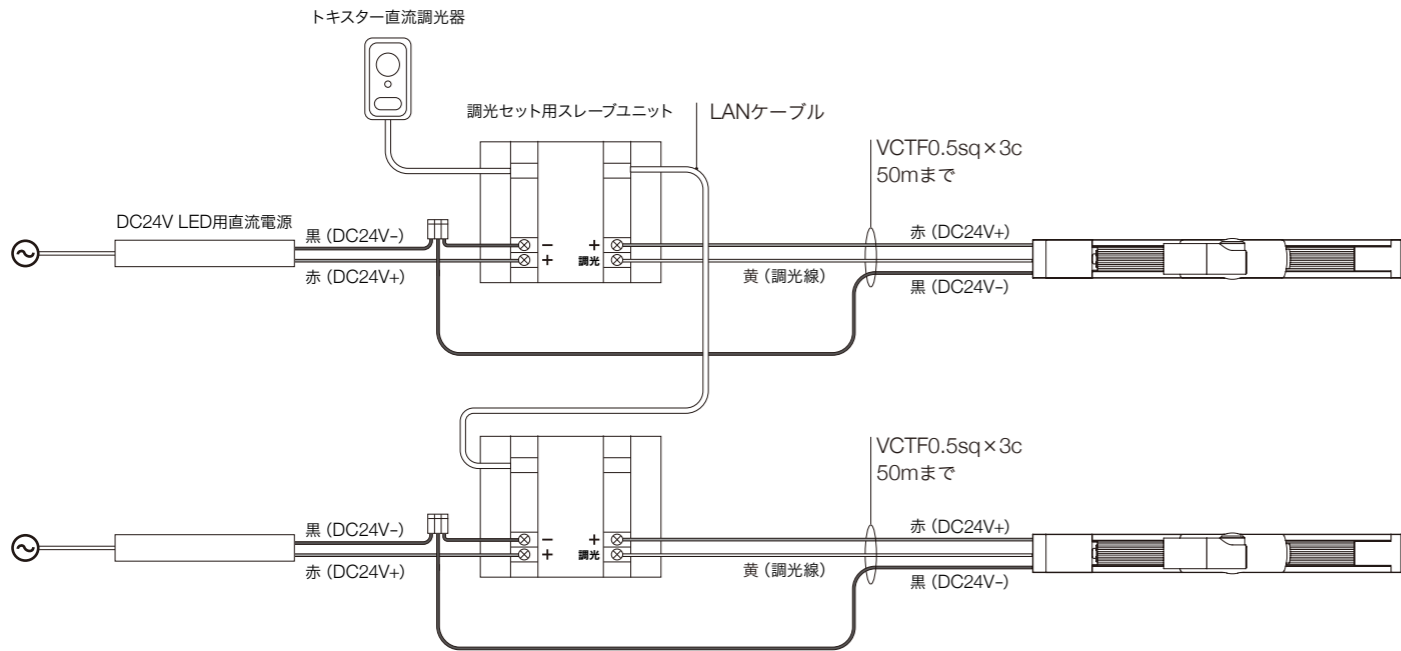 トキスター直流調光器
調光セット用スレーブユニット
LANケーブル
VCTF0.5sq×3c
50mまで
DC24V LED用直流電源
黒 (DC24V-)
赤 (DC24V+)
-
+
+
調光
赤 (DC24V+)
黄 (調光線)
黒 (DC24V-)
VCTF0.5sq×3c
50mまで
黒 (DC24V-)
赤 (DC24V+)
-
+
+
調光
赤 (DC24V+)
黄 (調光線)
黒 (DC24V-)